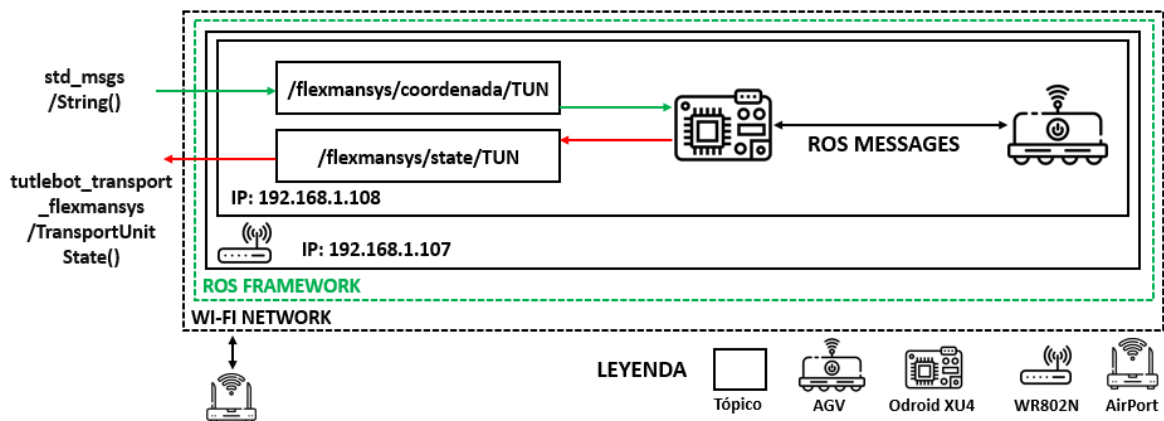 std_msgs
/String()
/flexmansys/coordenada/TUN
/flexmansys/state/TUN
ROS MESSAGES
tutlebot_transport
_flexmansys
/TransportUnit
State()
IP: 192.168.1.108
IP: 192.168.1.107
ROS FRAMEWORK
WI-FI NETWORK
LEYENDA
Tópico
AGV
Odroid XU4
WR802N
AirPort